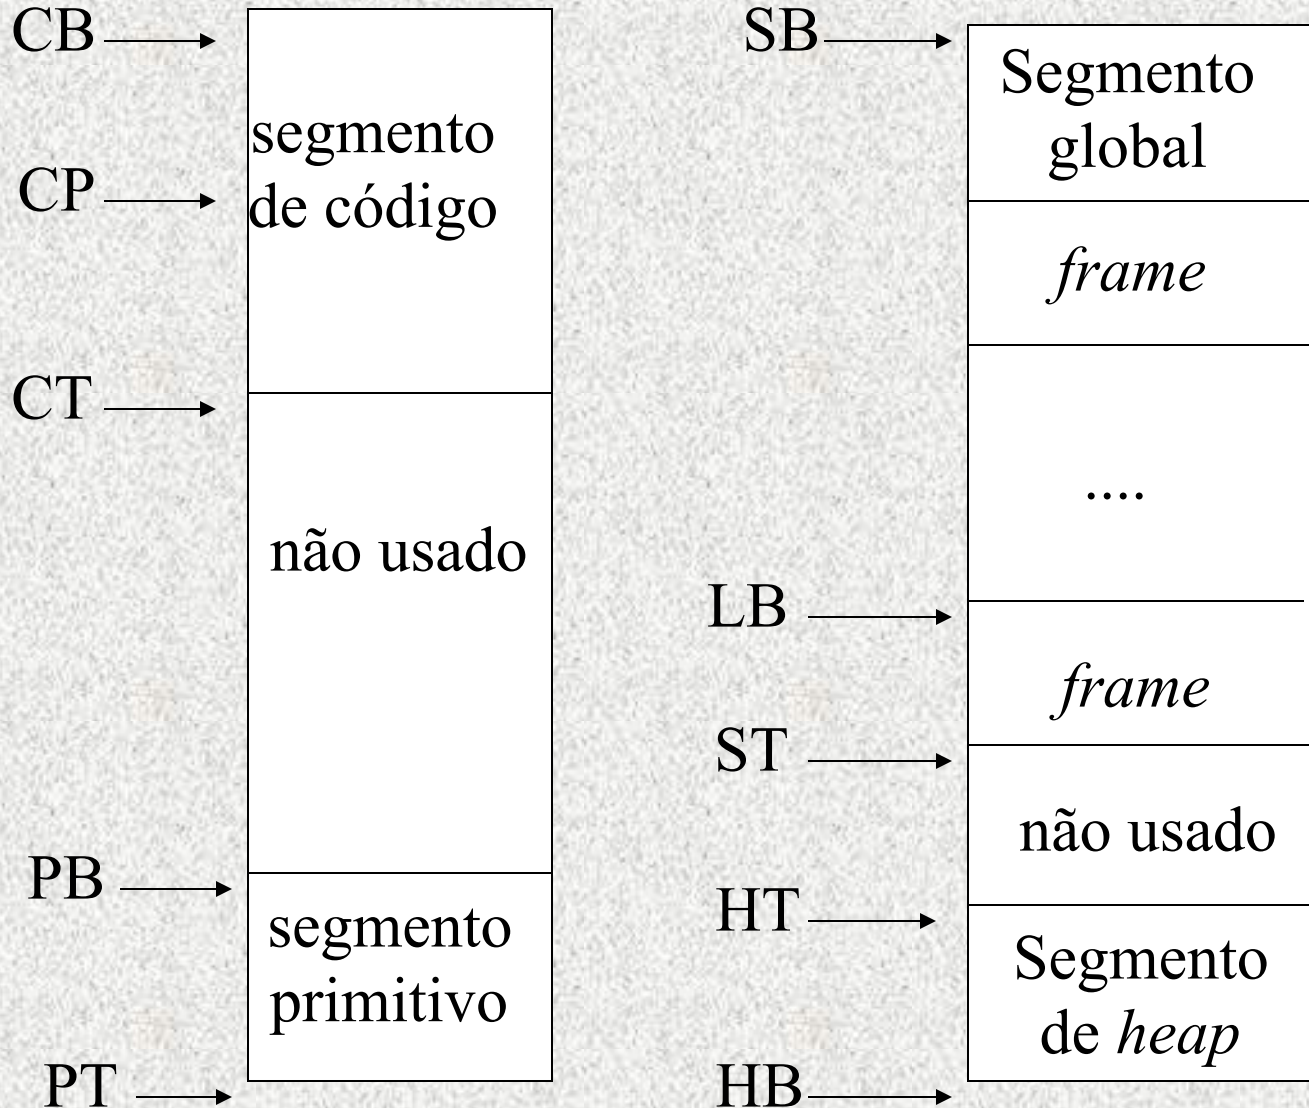 CB
segmento
de código
CP
CT
não usado
PB
segmento
primitivo
PT
SB
Segmento
global
frame
....
LB
frame
ST
não usado
HT
Segmento
de heap
HB